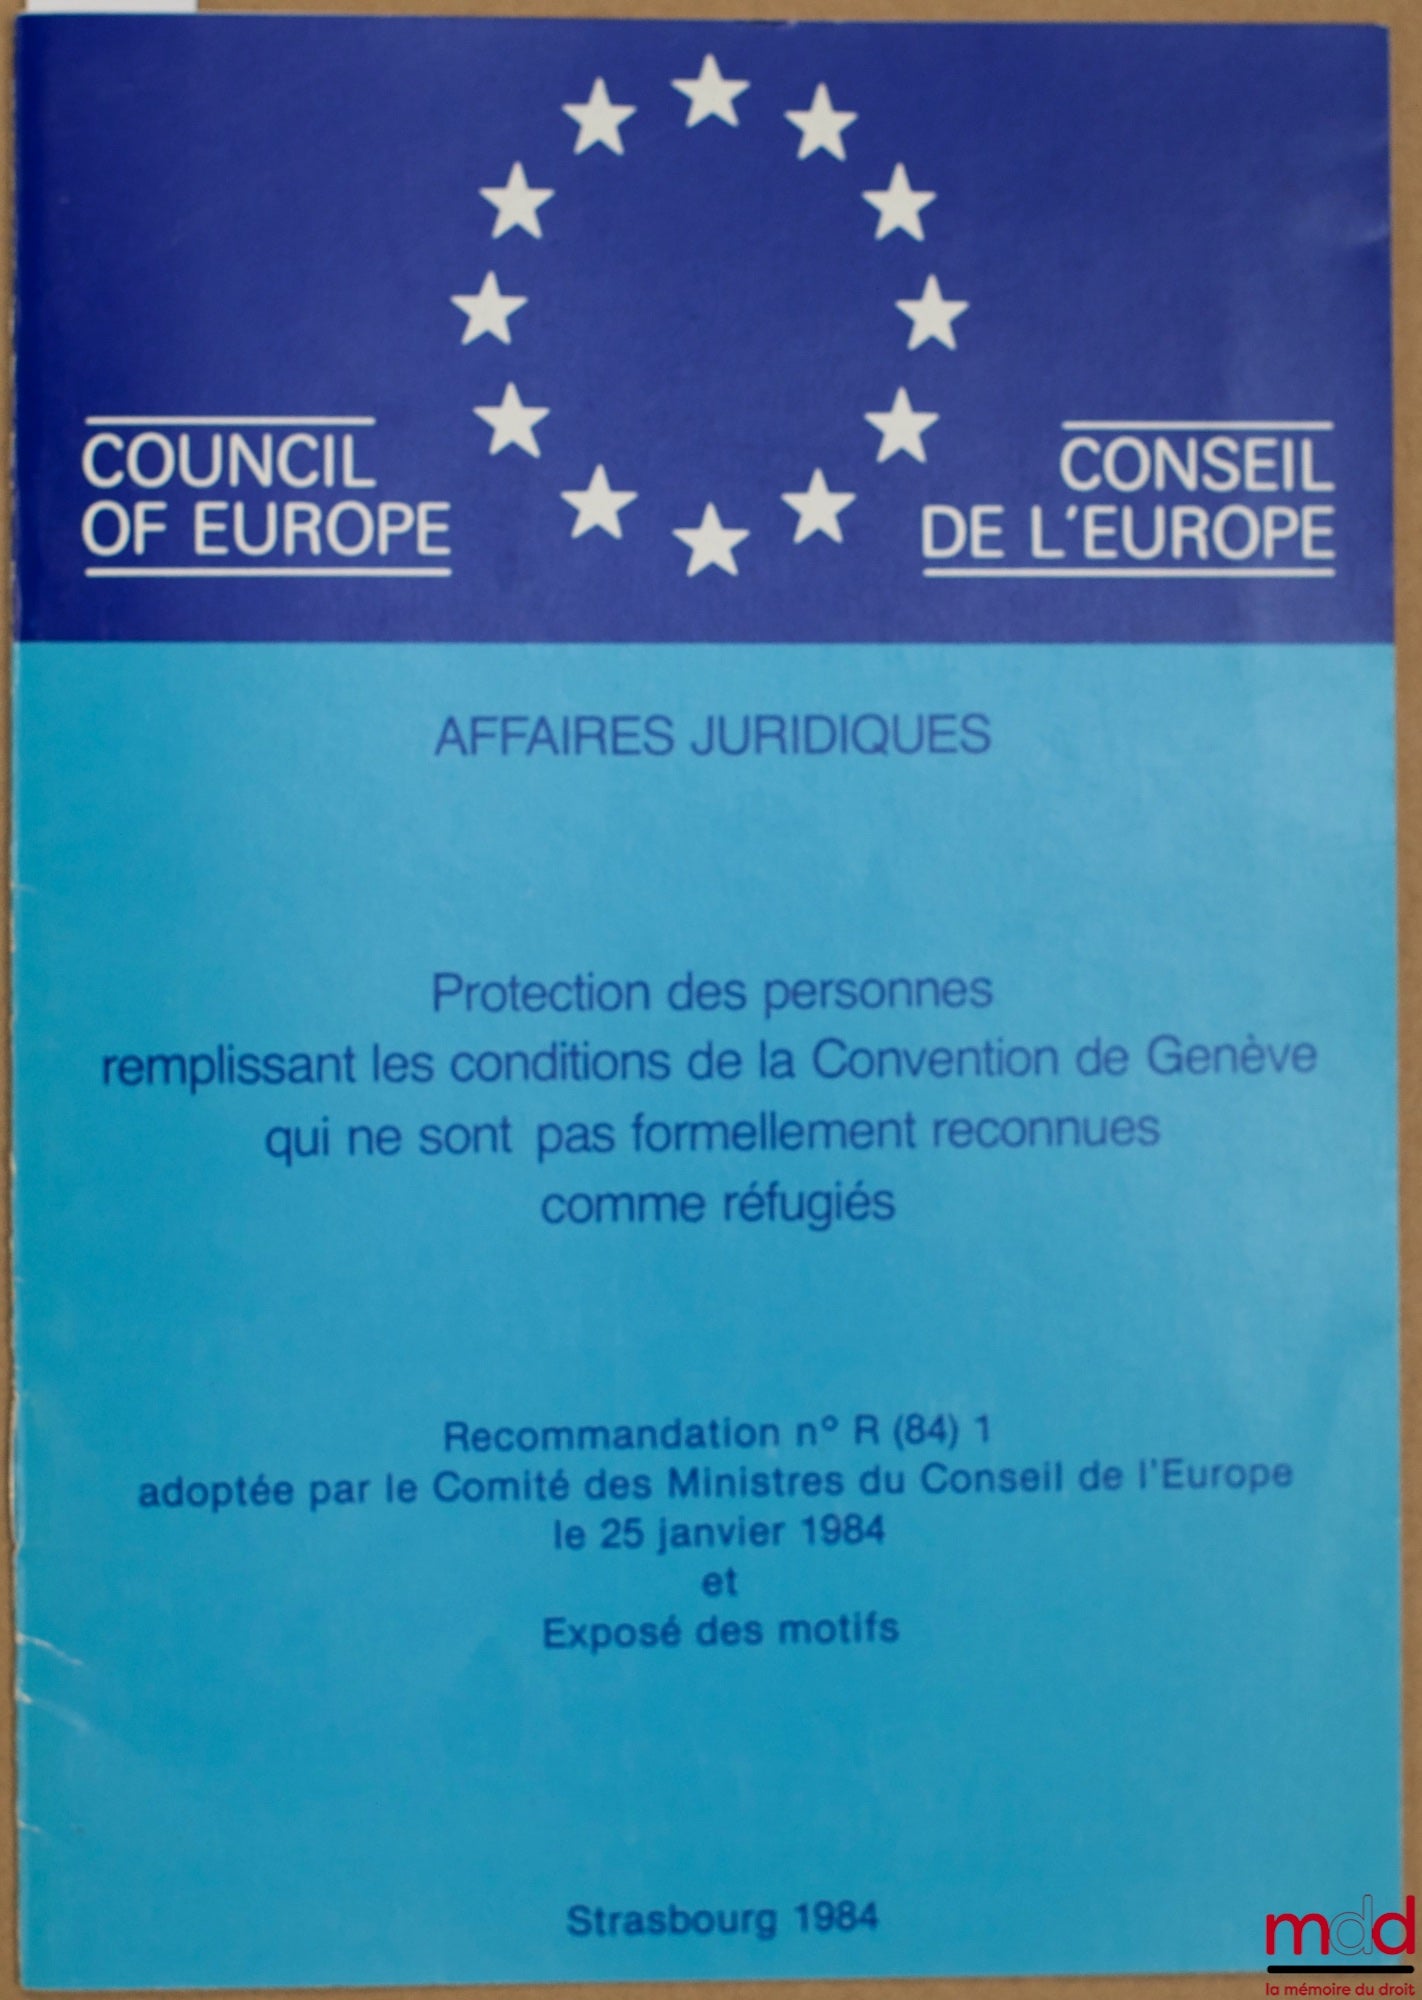 COUNCIL
OF EUROPE
CONSEIL
DE L'EUROPE
AFFAIRES JURIDIQUES
Protection des personnes
remplissant les conditions de la Convention de Genève
qui ne sont pas formellement reconnues
comme réfugiés
Recommandation nº R (84) 1
adoptée par le Comité des Ministres du Conseil de l'Europe
le 25 janvier 1984
et
Exposé des motifs
Strasbourg 1984
mdd
la mémoire du droit